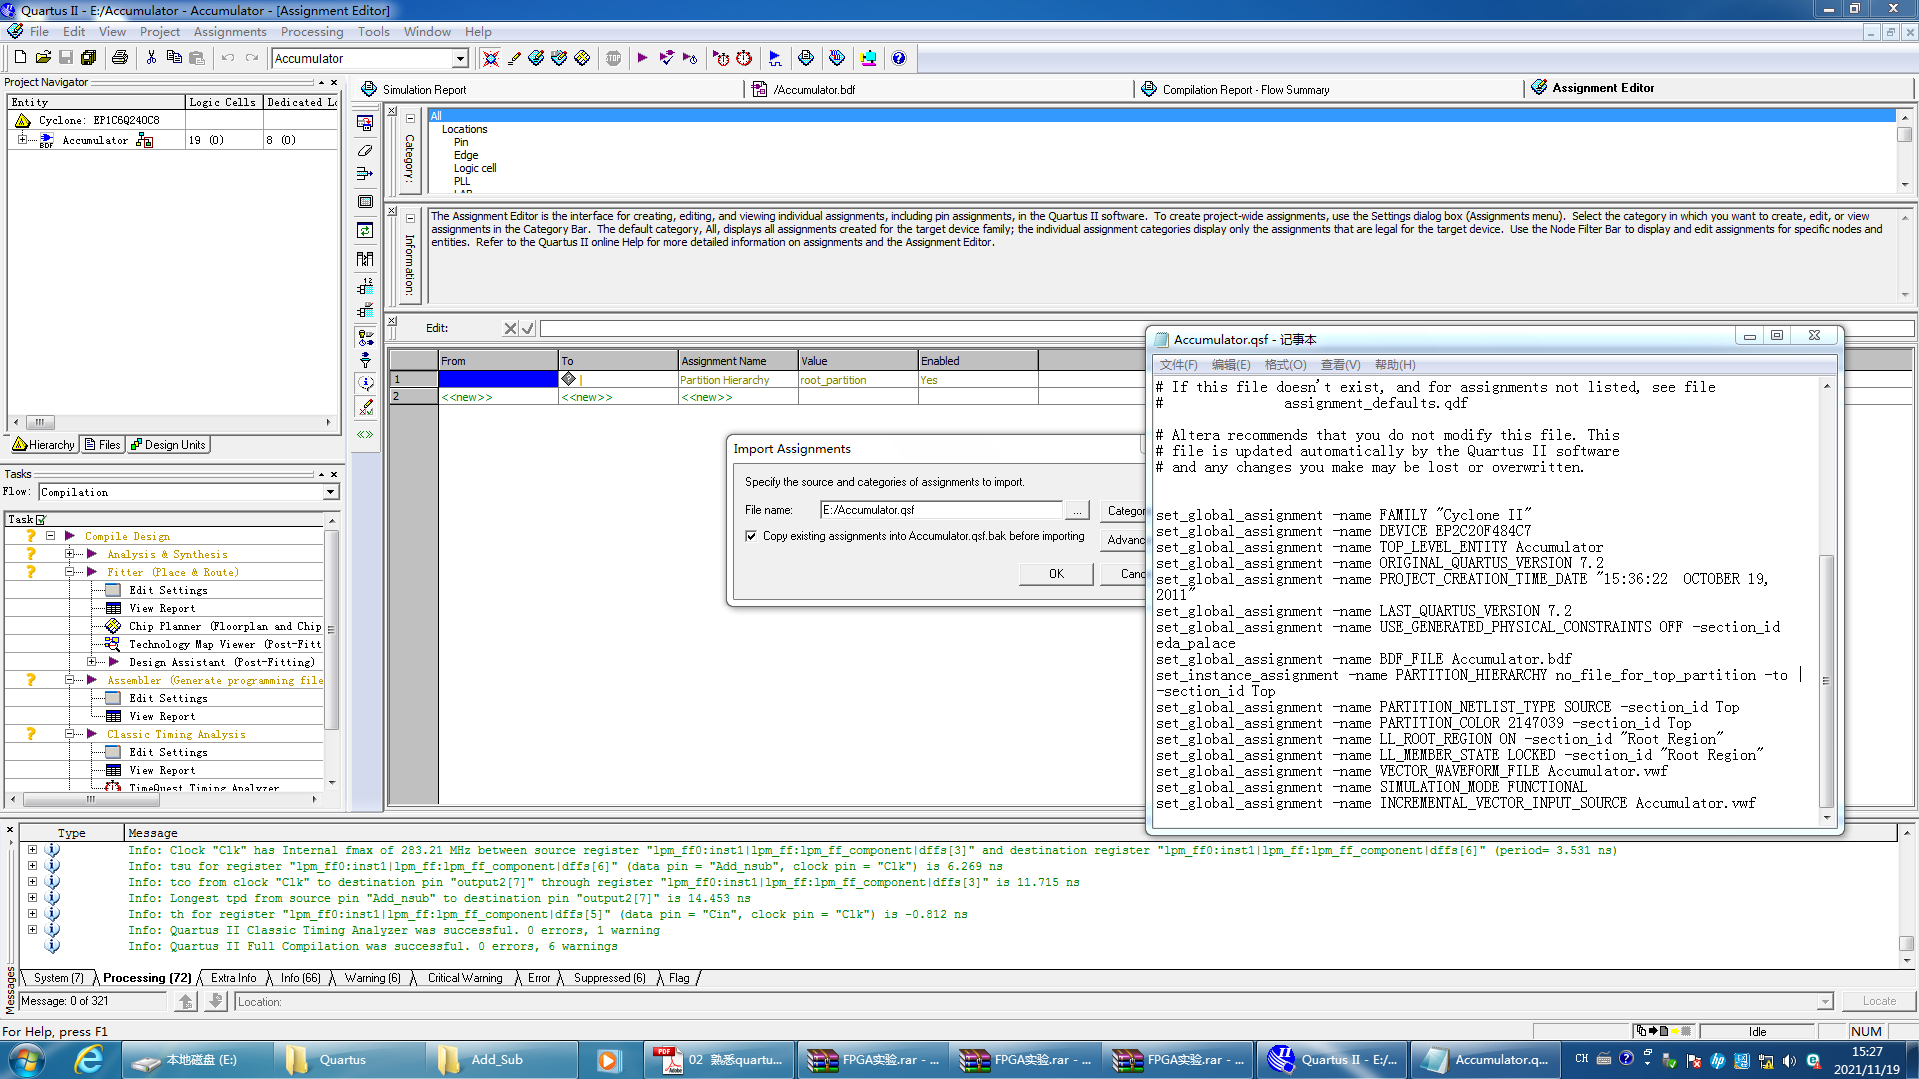 Quartus II - E:/Accumulator - Accumulator - [Assignment Editor]
File Edit View Project Assignments Processing Tools Window Help
Accumulator
Project Navigator
Entity Logic Cells Dedicated Lo
Cyclone: EP1C6Q240C8
Accumulator 19 (0) 8 (0)
Hierarchy Files Design Units
Tasks
Flow: Compilation
Task
Compile Design
Analysis & Synthesis
Fitter (Place & Route)
Edit Settings
View Report
Chip Planner (Floorplan and Chip
Technology Map Viewer (Post-Fitt
Design Assistant (Post-Fitting)
Assembler (Generate programming file
Edit Settings
View Report
Classic Timing Analysis
Edit Settings
View Report
TimeQuest Timing Analyzer
Simulation Report /Accumulator.bdf Compilation Report - Flow Summary Assignment Editor
Category:
All
Locations
Pin
Edge
Logic cell
PLL
LAB
Information:
The Assignment Editor is the interface for creating, editing, and viewing individual assignments, including pin assignments, in the Quartus II software. To create project-wide assignments, use the Settings dialog box (Assignments menu). Select the category in which you want to create, edit, or view
assignments in the Category Bar. The default category, All, displays all assignments created for the target device family; the individual assignment categories display only the assignments that are legal for the target device. Use the Node Filter Bar to display and edit assignments for specific nodes and
entities. Refer to the Quartus II online Help for more detailed information on assignments and the Assignment Editor.
Edit:
From To Assignment Name Value Enabled
1 | Partition Hierarchy root_partition Yes
2 <<new>> <<new>> <<new>>
Import Assignments
Specify the source and categories of assignments to import.
File name: E:/Accumulator.qsf ... Categor
Copy existing assignments into Accumulator.qsf.bak before importing Advanc
OK Canc
Accumulator.qsf - 记事本
文件(F) 编辑(E) 格式(O) 查看(V) 帮助(H)
# If this file doesn't exist, and for assignments not listed, see file
# assignment_defaults.qdf
# Altera recommends that you do not modify this file. This
# file is updated automatically by the Quartus II software
# and any changes you make may be lost or overwritten.
set_global_assignment -name FAMILY "Cyclone II"
set_global_assignment -name DEVICE EP2C20F484C7
set_global_assignment -name TOP_LEVEL_ENTITY Accumulator
set_global_assignment -name ORIGINAL_QUARTUS_VERSION 7.2
set_global_assignment -name PROJECT_CREATION_TIME_DATE "15:36:22 OCTOBER 19,
2011"
set_global_assignment -name LAST_QUARTUS_VERSION 7.2
set_global_assignment -name USE_GENERATED_PHYSICAL_CONSTRAINTS OFF -section_id
eda_palace
set_global_assignment -name BDF_FILE Accumulator.bdf
set_instance_assignment -name PARTITION_HIERARCHY no_file_for_top_partition -to |
-section_id Top
set_global_assignment -name PARTITION_NETLIST_TYPE SOURCE -section_id Top
set_global_assignment -name PARTITION_COLOR 2147039 -section_id Top
set_global_assignment -name LL_ROOT_REGION ON -section_id "Root Region"
set_global_assignment -name LL_MEMBER_STATE LOCKED -section_id "Root Region"
set_global_assignment -name VECTOR_WAVEFORM_FILE Accumulator.vwf
set_global_assignment -name SIMULATION_MODE FUNCTIONAL
set_global_assignment -name INCREMENTAL_VECTOR_INPUT_SOURCE Accumulator.vwf
Messages
Type Message
Info: Clock "Clk" has Internal fmax of 283.21 MHz between source register "lpm_ff0:inst1|lpm_ff:lpm_ff_component|dffs[3]" and destination register "lpm_ff0:inst1|lpm_ff:lpm_ff_component|dffs[6]" (period= 3.531 ns)
Info: tsu for register "lpm_ff0:inst1|lpm_ff:lpm_ff_component|dffs[6]" (data pin = "Add_nsub", clock pin = "Clk") is 6.269 ns
Info: tco from clock "Clk" to destination pin "output2[7]" through register "lpm_ff0:inst1|lpm_ff:lpm_ff_component|dffs[3]" is 11.715 ns
Info: Longest tpd from source pin "Add_nsub" to destination pin "output2[7]" is 14.453 ns
Info: th for register "lpm_ff0:inst1|lpm_ff:lpm_ff_component|dffs[5]" (data pin = "Cin", clock pin = "Clk") is -0.812 ns
Info: Quartus II Classic Timing Analyzer was successful. 0 errors, 1 warning
Info: Quartus II Full Compilation was successful. 0 errors, 6 warnings
System (7) Processing (72) Extra Info Info (66) Warning (6) Critical Warning Error Suppressed (6) Flag
Message: 0 of 321 Location: Locate
For Help, press F1 Idle NUM
本地磁盘 (E:) Quartus Add_Sub 02 熟悉quartu... FPGA实验.rar - ... FPGA实验.rar - ... FPGA实验.rar - ... Quartus II - E:/... Accumulator.q... CH 15:27
2021/11/19